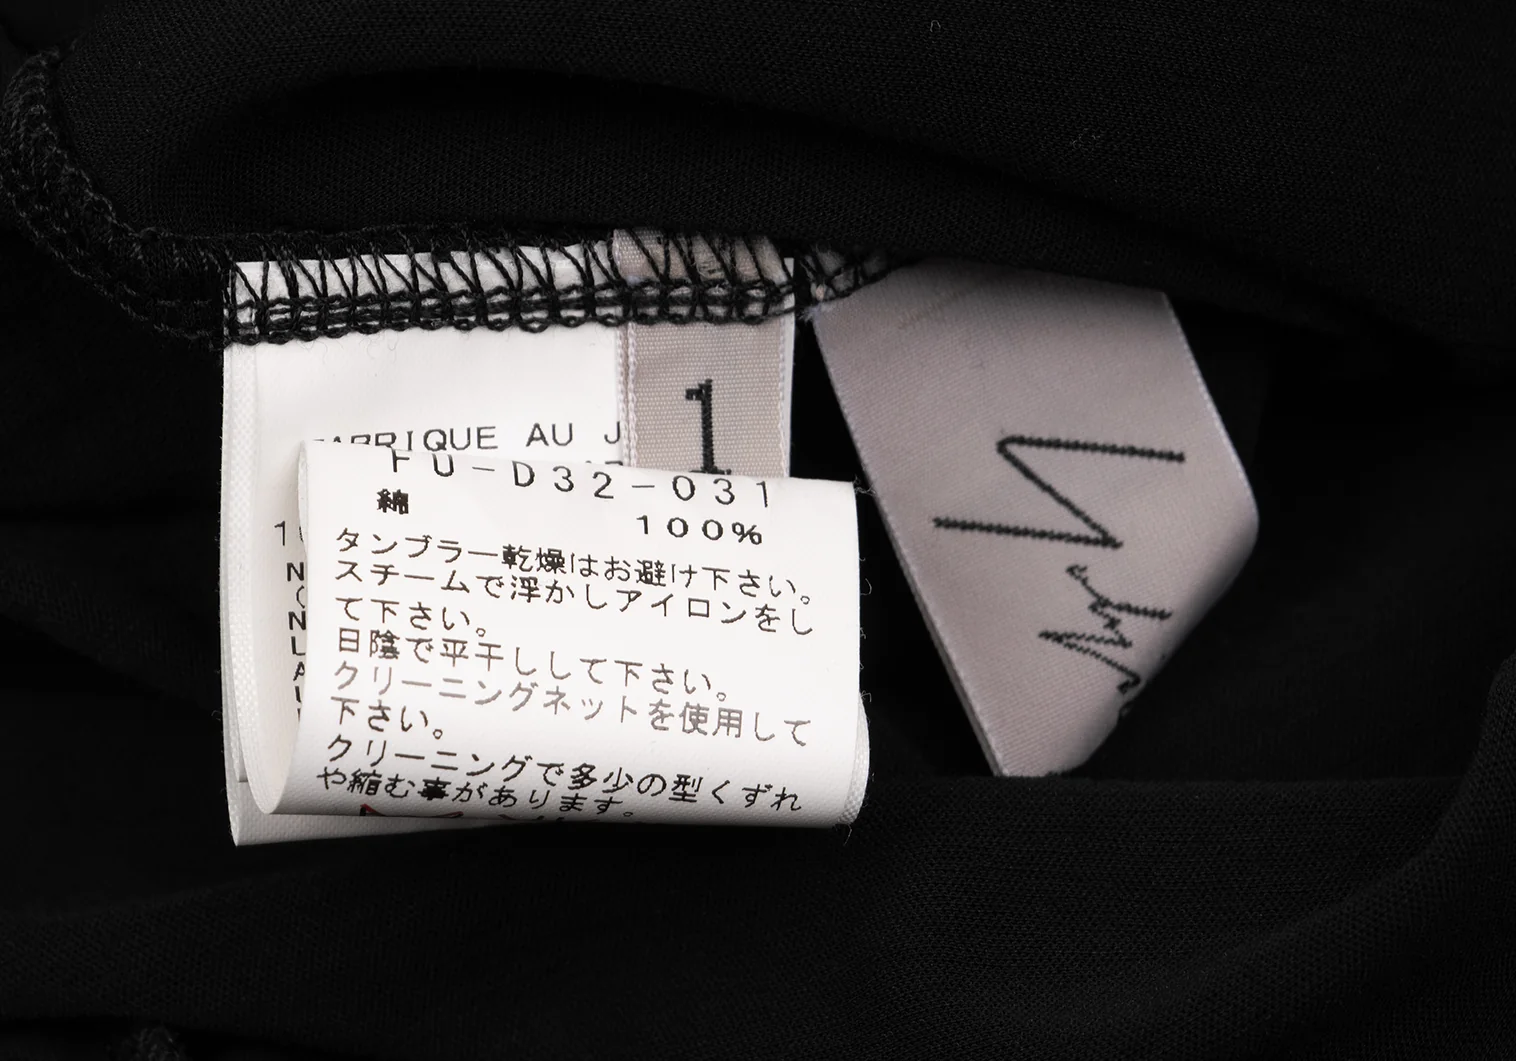 FABRIQUE AU J
1
FU-D32-031
綿
100%
タンブラー乾燥はお避け下さい。
スチームで浮かしアイロンをし
て下さい。
日陰で平干しして下さい。
クリーニングネットを使用して
下さい。
クリーニングで多少の型くずれ
や縮む事があります。